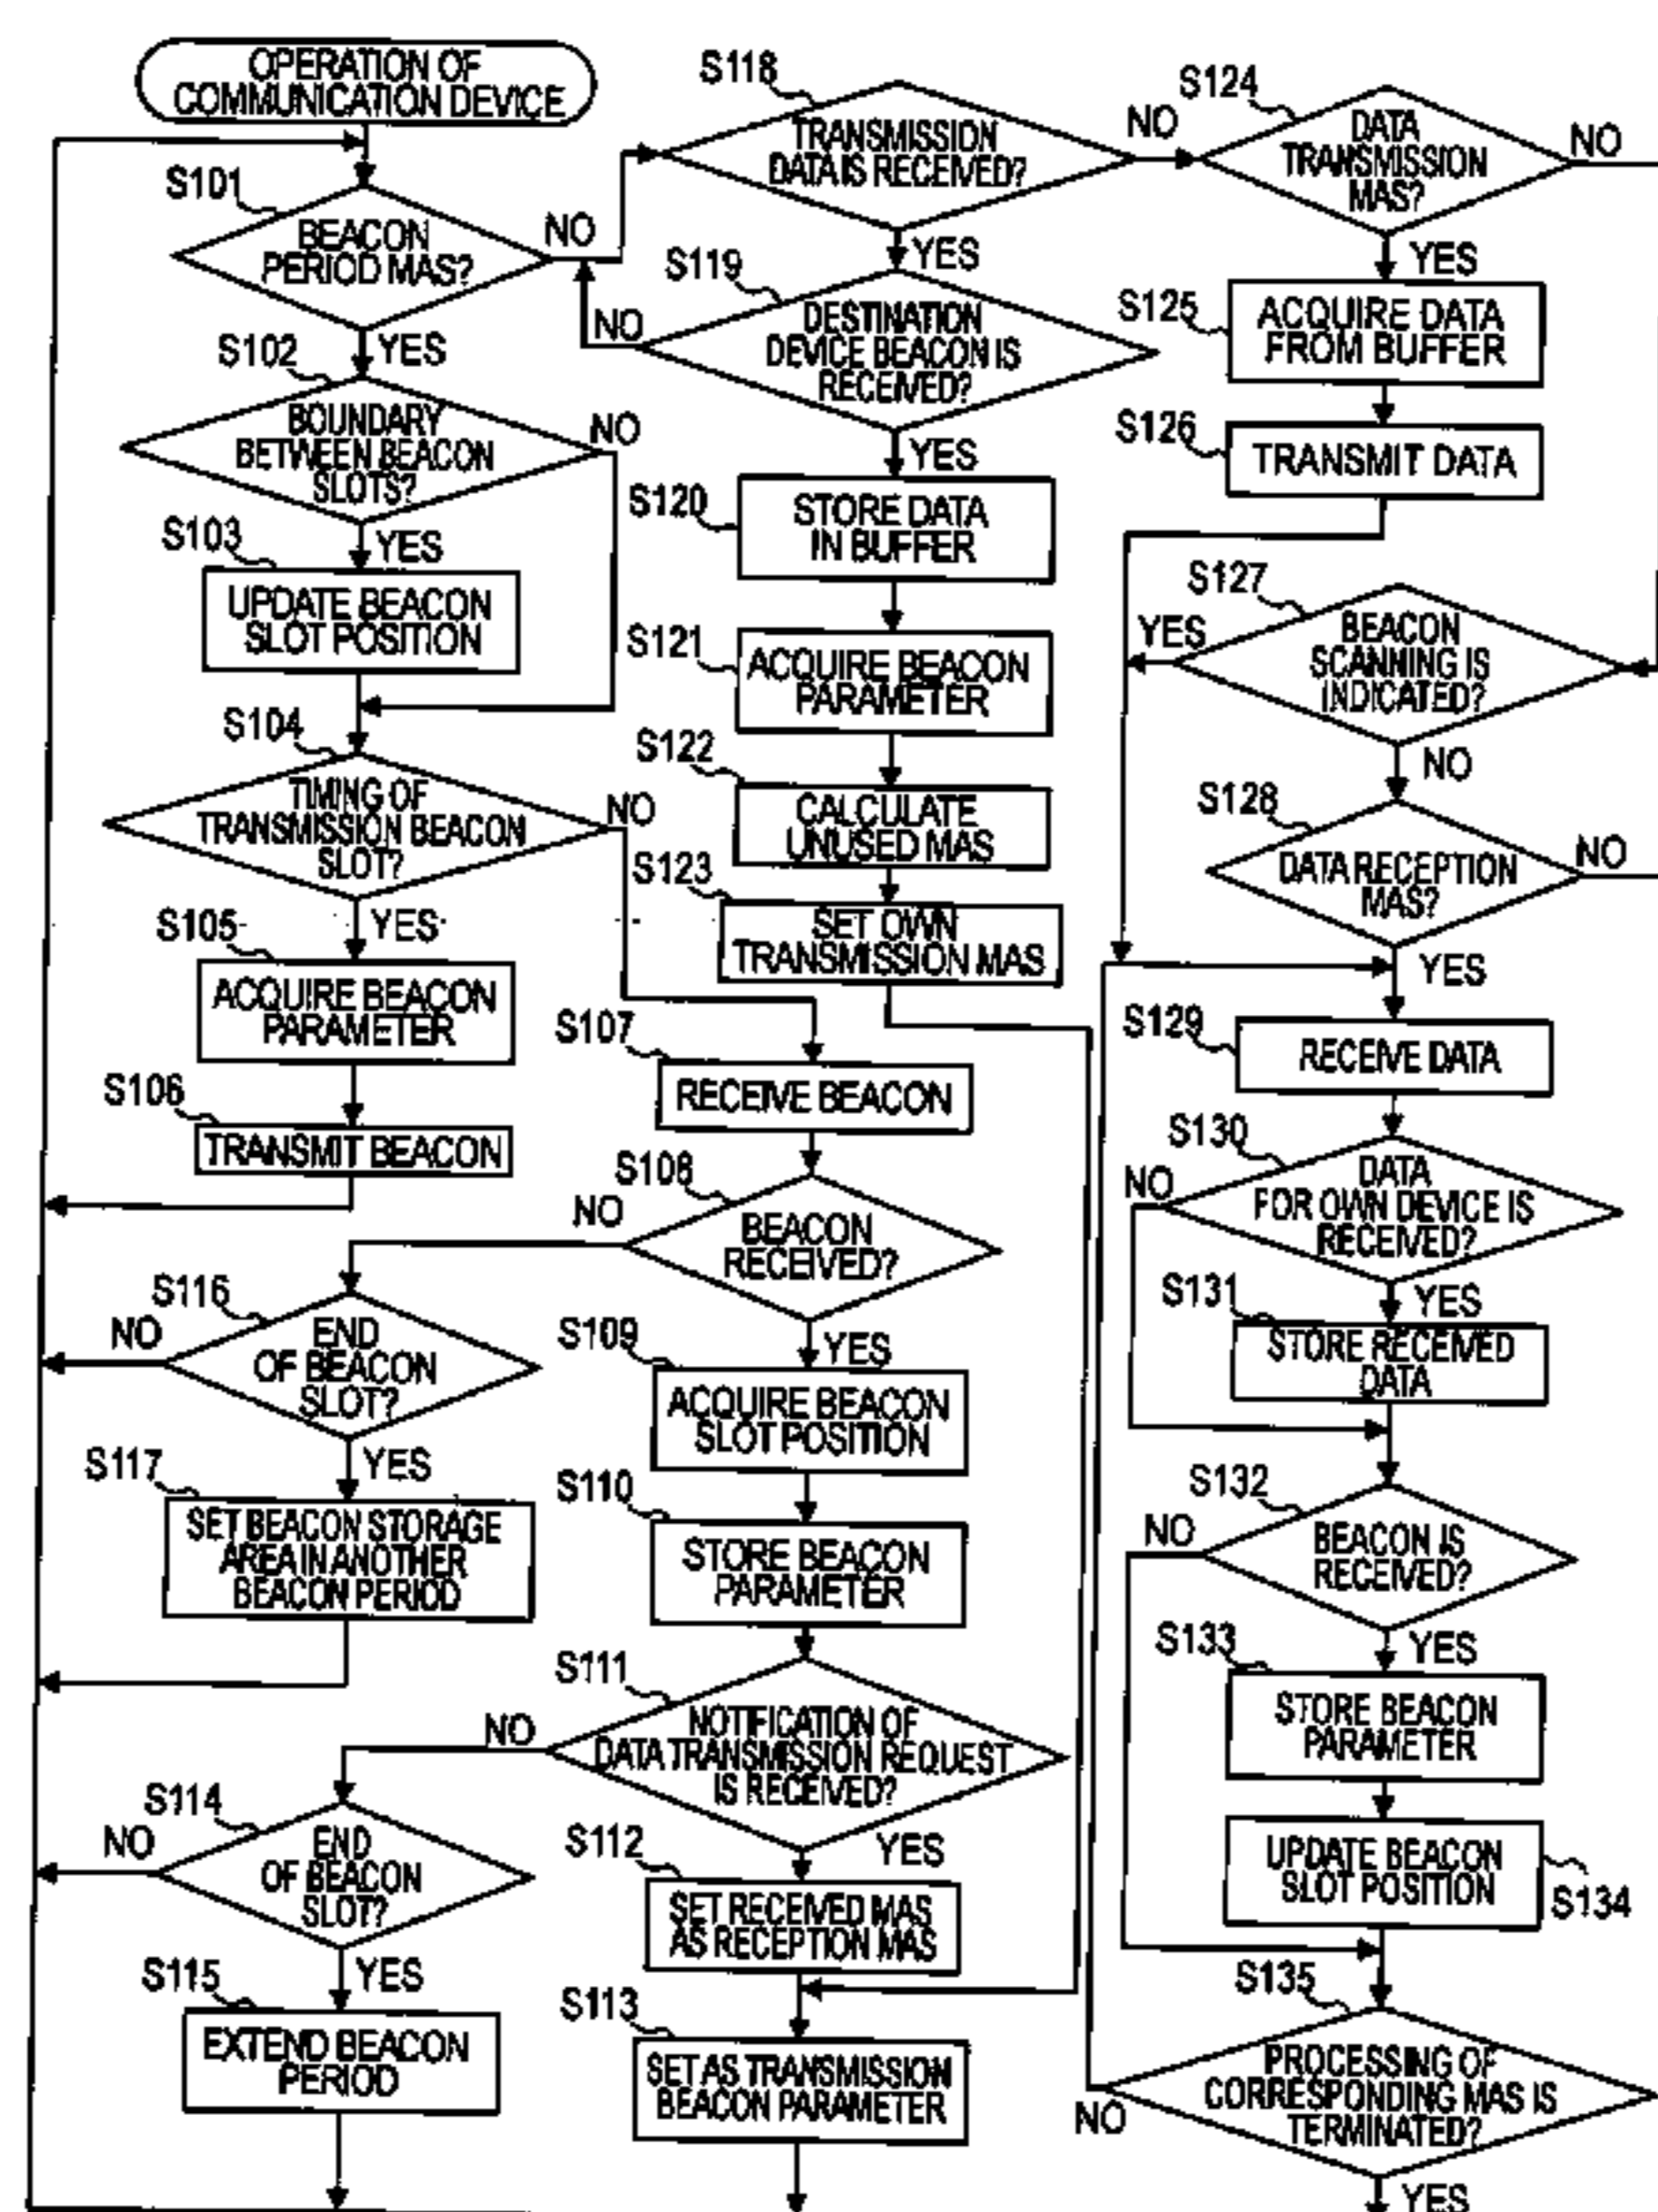 OPERATION OF
COMMUNICATION DEVICE
S101
BEACON
PERIOD MAS?
NO
YES
S102
BOUNDARY
BETWEEN BEACON
SLOTS?
NO
YES
S103
UPDATE BEACON
SLOT POSITION
S104
TIMING OF
TRANSMISSION BEACON
SLOT?
NO
YES
S105
ACQUIRE BEACON
PARAMETER
S106
TRANSMIT BEACON
S107
RECEIVE BEACON
S108
BEACON
RECEIVED?
NO
YES
S109
ACQUIRE BEACON
SLOT POSITION
S110
STORE BEACON
PARAMETER
S111
NOTIFICATION OF
DATA TRANSMISSION REQUEST
IS RECEIVED?
NO
YES
S112
SET RECEIVED MAS
AS RECEPTION MAS
S113
SET AS TRANSMISSION
BEACON PARAMETER
S114
END
OF BEACON
SLOT?
NO
YES
S115
EXTEND BEACON
PERIOD
S116
END
OF BEACON
SLOT?
NO
YES
S117
SET BEACON STORAGE
AREA IN ANOTHER
BEACON PERIOD
S118
TRANSMISSION
DATA IS RECEIVED?
NO
YES
S119
DESTINATION
DEVICE BEACON IS
RECEIVED?
NO
YES
S120
STORE DATA
IN BUFFER
S121
ACQUIRE BEACON
PARAMETER
S122
CALCULATE
UNUSED MAS
S123
SET OWN
TRANSMISSION MAS
S124
DATA
TRANSMISSION
MAS?
NO
YES
S125
ACQUIRE DATA
FROM BUFFER
S126
TRANSMIT DATA
S127
BEACON
SCANNING IS
INDICATED?
YES
NO
S128
DATA RECEPTION
MAS?
NO
YES
S129
RECEIVE DATA
S130
DATA
FOR OWN DEVICE IS
RECEIVED?
NO
YES
S131
STORE RECEIVED
DATA
S132
BEACON IS
RECEIVED?
NO
YES
S133
STORE BEACON
PARAMETER
UPDATE BEACON
SLOT POSITION
S134
S135
PROCESSING OF
CORRESPONDING MAS IS
TERMINATED?
NO
YES